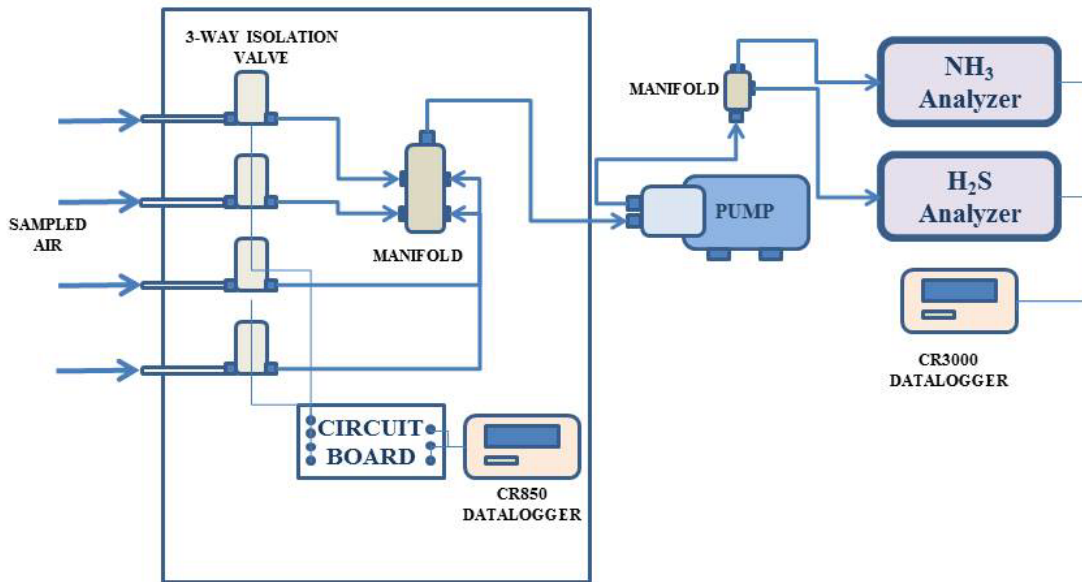 3-WAY ISOLATION
VALVE
SAMPLED
AIR
MANIFOLD
CIRCUIT
BOARD
CR850
DATALOGGER
MANIFOLD
PUMP
NH₃
Analyzer
H₂S
Analyzer
CR3000
DATALOGGER